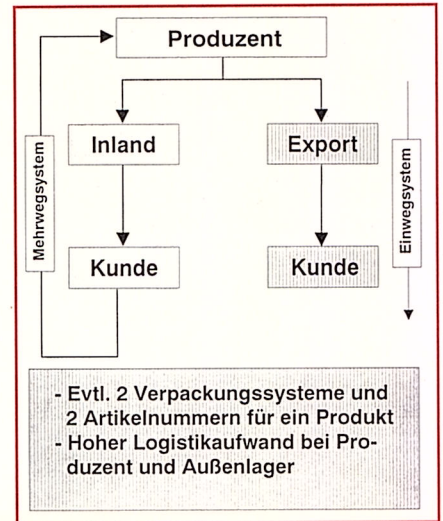 Produzent
Inland
Export
Mehrwegsystem
Einwegsystem
Kunde
Kunde
- Evtl. 2 Verpackungssysteme und
2 Artikelnummern für ein Produkt
- Hoher Logistikaufwand bei Pro-
duzent und Außenlager